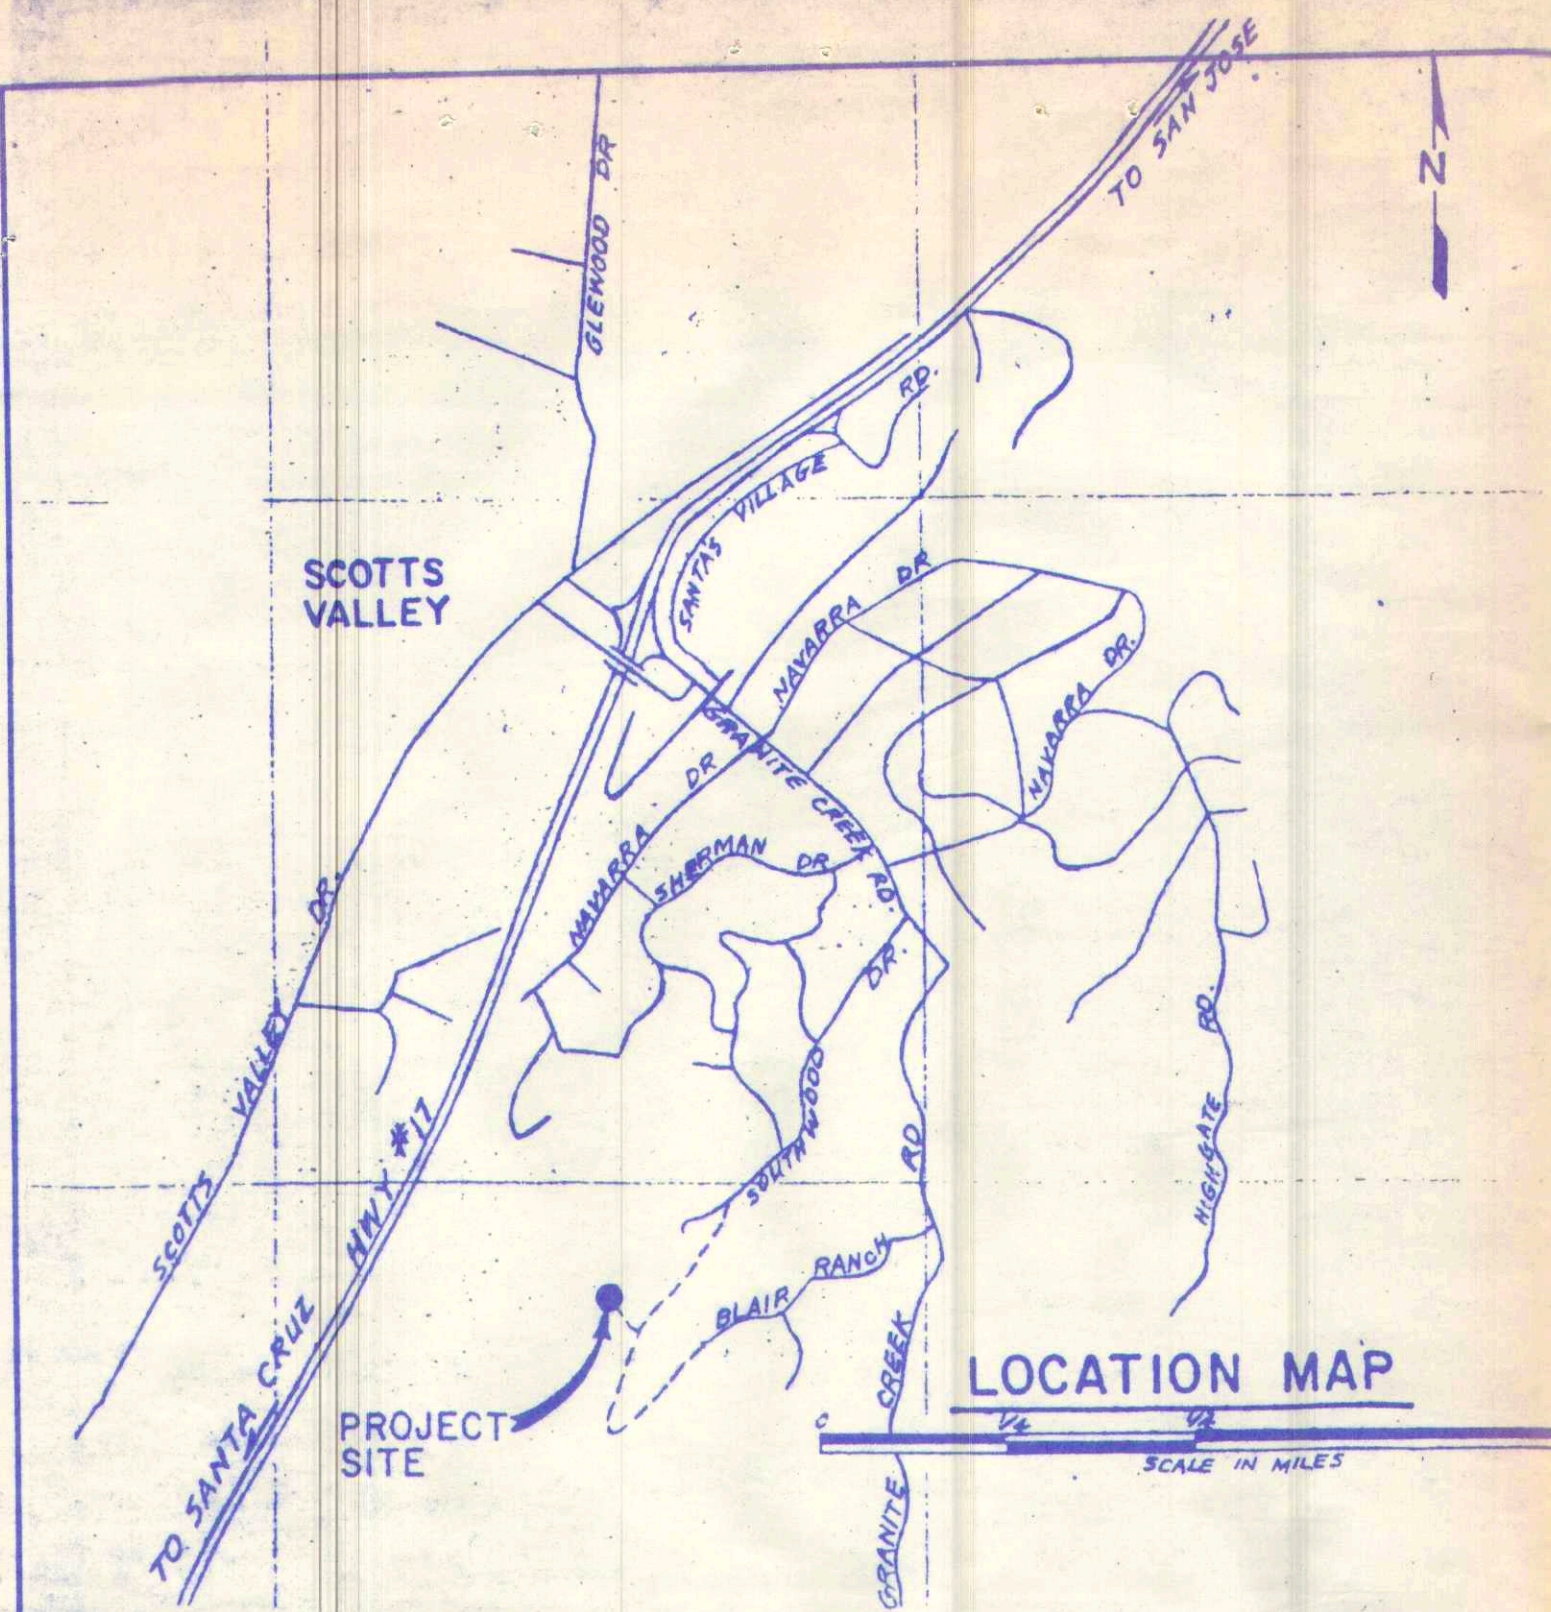 TO SAN JOSE
N
GLEWOOD DR
RD.
SANTA'S VILLAGE
SCOTTS
VALLEY
NAVARRA DR
NAVARRA DR.
GRANITE CREEK RD.
NAVARRA DR
SHERMAN DR
SCOTTS VALLEY DR.
SOUTHWOOD DR.
HIGHGATE RD.
HWY #17
BLAIR RANCH
GRANITE CREEK RD
TO SANTA CRUZ
PROJECT
SITE
LOCATION MAP
0 1/4 1/2
SCALE IN MILES